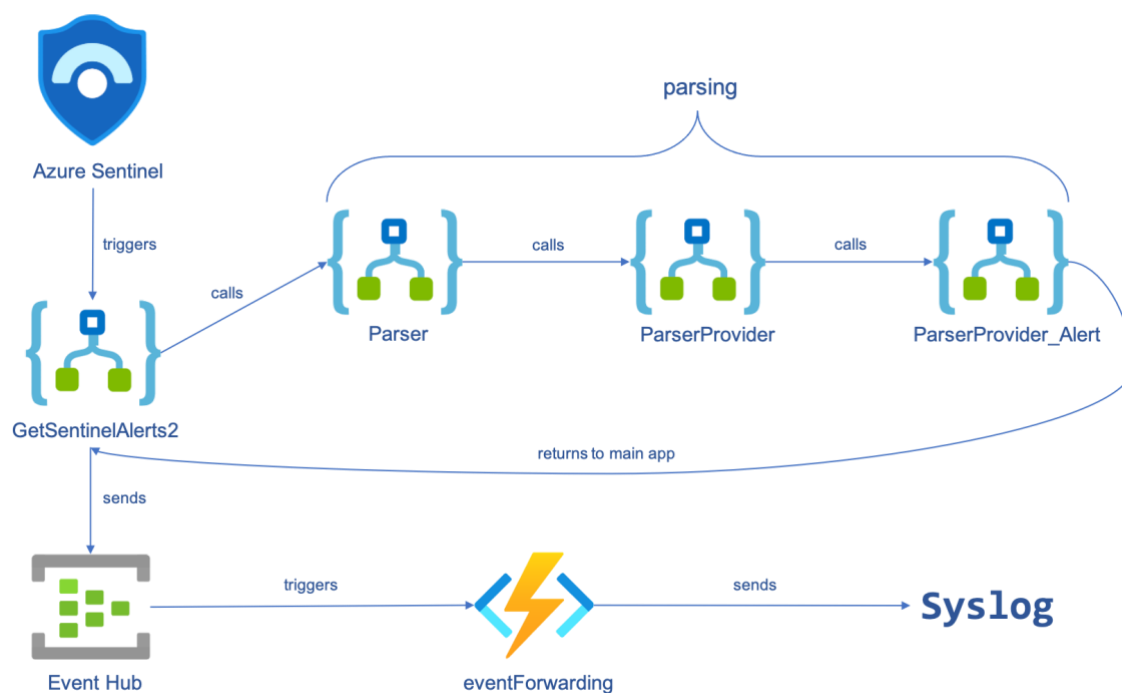 parsing
Azure Sentinel
triggers
calls
calls
calls
Parser
ParserProvider
ParserProvider_Alert
GetSentinelAlerts2
returns to main app
sends
triggers
sends
Syslog
Event Hub
eventForwarding